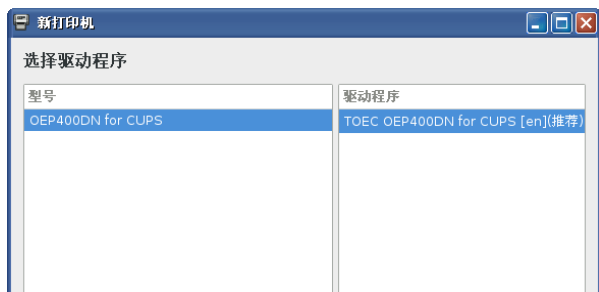 新打印机
选择驱动程序
型号
驱动程序
OEP400DN for CUPS
TOEC OEP400DN for CUPS [en](推荐)